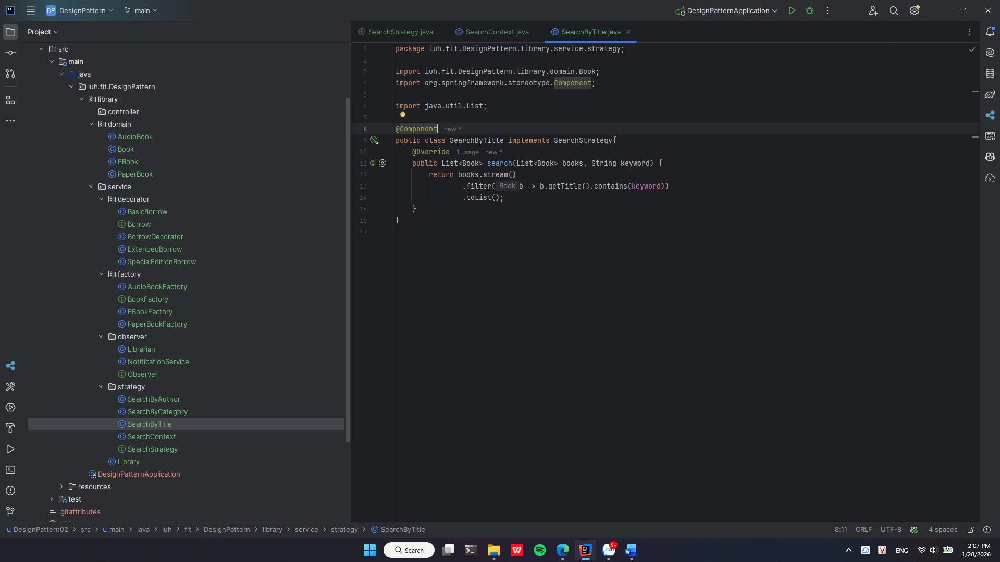 DP DesignPattern main
DesignPatternApplication
Project
src
main
java
iuh.fit.DesignPattern
library
controller
domain
AudioBook
Book
EBook
PaperBook
service
decorator
BasicBorrow
Borrow
BorrowDecorator
ExtendedBorrow
SpecialEditionBorrow
factory
AudioBookFactory
BookFactory
EBookFactory
PaperBookFactory
observer
Librarian
NotificationService
Observer
strategy
SearchByAuthor
SearchByCategory
SearchByTitle
SearchContext
SearchStrategy
Library
DesignPatternApplication
resources
test
.gitattributes
SearchStrategy.java SearchContext.java SearchByTitle.java
1 package iuh.fit.DesignPattern.library.service.strategy;
2
3 import iuh.fit.DesignPattern.library.domain.Book;
4 import org.springframework.stereotype.Component;
5
6 import java.util.List;
7
8 @Component new *
9 public class SearchByTitle implements SearchStrategy{
10 @Override 1 usage new *
11 public List<Book> search(List<Book> books, String keyword) {
12 return books.stream()
13 .filter( Book b -> b.getTitle().contains(keyword))
14 .toList();
15 }
16 }
17
DesignPattern02 > src > main > java > iuh > fit > DesignPattern > library > service > strategy > SearchByTitle
8:11 CRLF UTF-8 4 spaces
Search
Zalo 5+
ENG
2:07 PM
1/28/2026